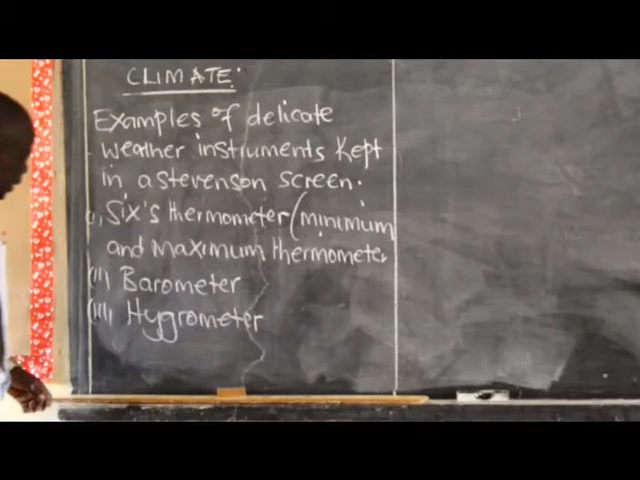 CLIMATE:
Examples of delicate
weather instruments kept
in a stevenson screen.
(i), Six's thermometer (minimum
and maximum thermometer
(ii) Barometer
(iii), Hygrometer